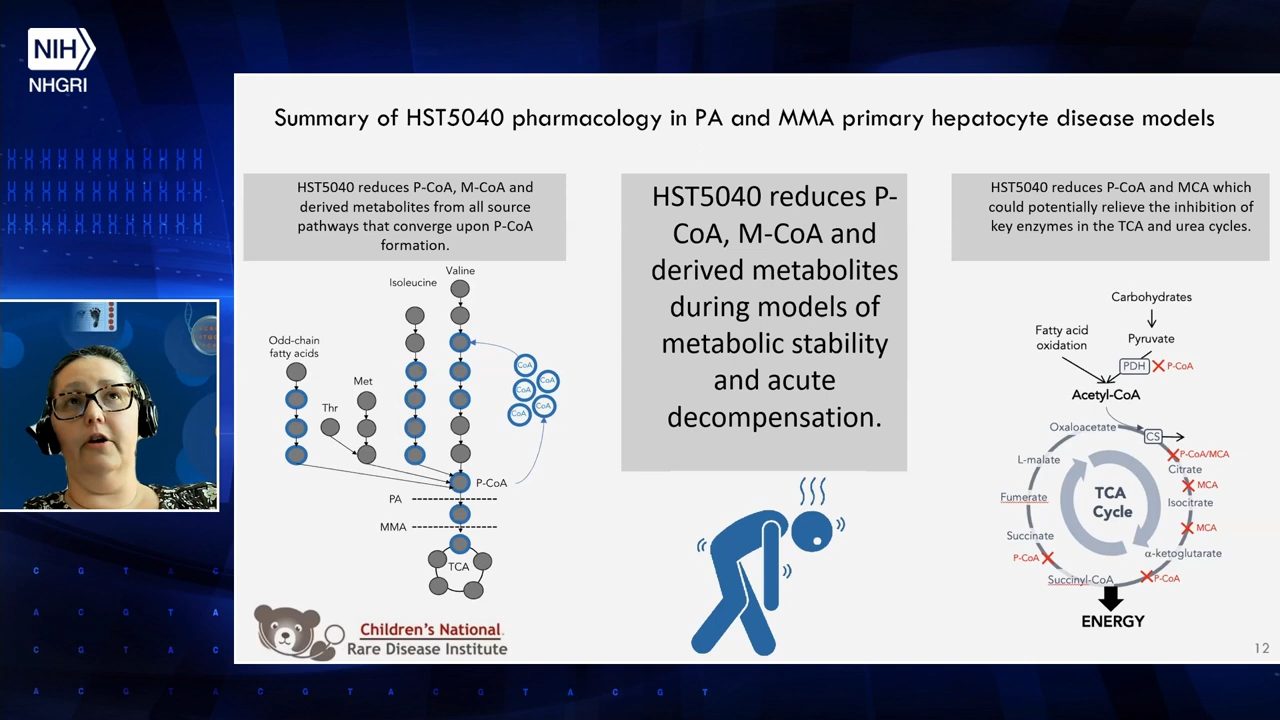 NIH
NHGRI
Summary of HST5040 pharmacology in PA and MMA primary hepatocyte disease models
HST5040 reduces P-CoA, M-CoA and
derived metabolites from all source
pathways that converge upon P-CoA
formation.
Valine
Isoleucine
Odd-chain
fatty acids
Met
Thr
CoA
CoA
CoA
CoA
CoA
P-CoA
PA
MMA
TCA
Children's National.
Rare Disease Institute
HST5040 reduces P-
CoA, M-CoA and
derived metabolites
during models of
metabolic stability
and acute
decompensation.
HST5040 reduces P-CoA and MCA which
could potentially relieve the inhibition of
key enzymes in the TCA and urea cycles.
Carbohydrates
Fatty acid
oxidation
Pyruvate
PDH
P-CoA
Acetyl-CoA
Oxaloacetate
CS
P-CoA/MCA
L-malate
Citrate
MCA
Fumerate
TCA
Cycle
Isocitrate
MCA
Succinate
α-ketoglutarate
P-CoA
Succinyl-CoA
P-CoA
ENERGY
12
C G T A C
A C G T A
C G T A C
A C G T A C G T A C G T A C G T